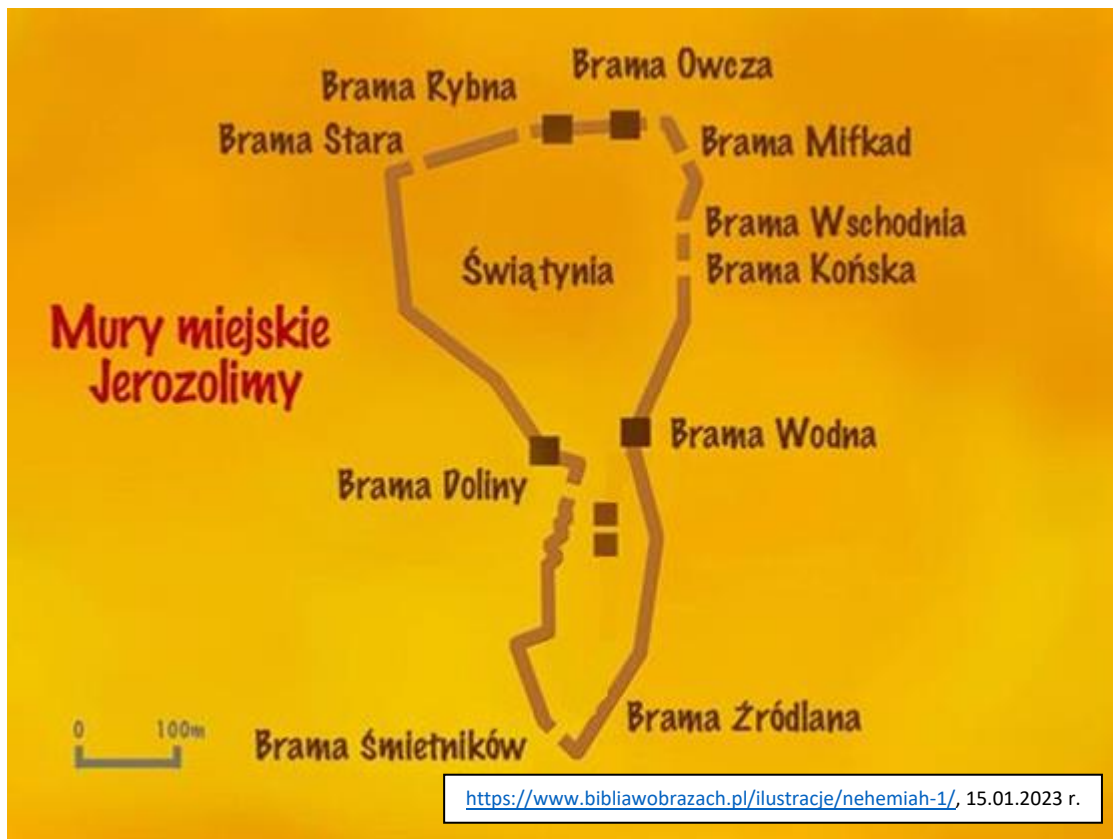 Brama Owcza
Brama Rybna
Brama Stara
Brama Mifkad
Brama Wschodnia
Świątynia
Brama Końska
Mury miejskie
Jerozolimy
Brama Wodna
Brama Doliny
Brama Źródlana
0 100m
Brama śmietników
https://www.bibliawobrazach.pl/ilustracje/nehemiah-1/, 15.01.2023 r.